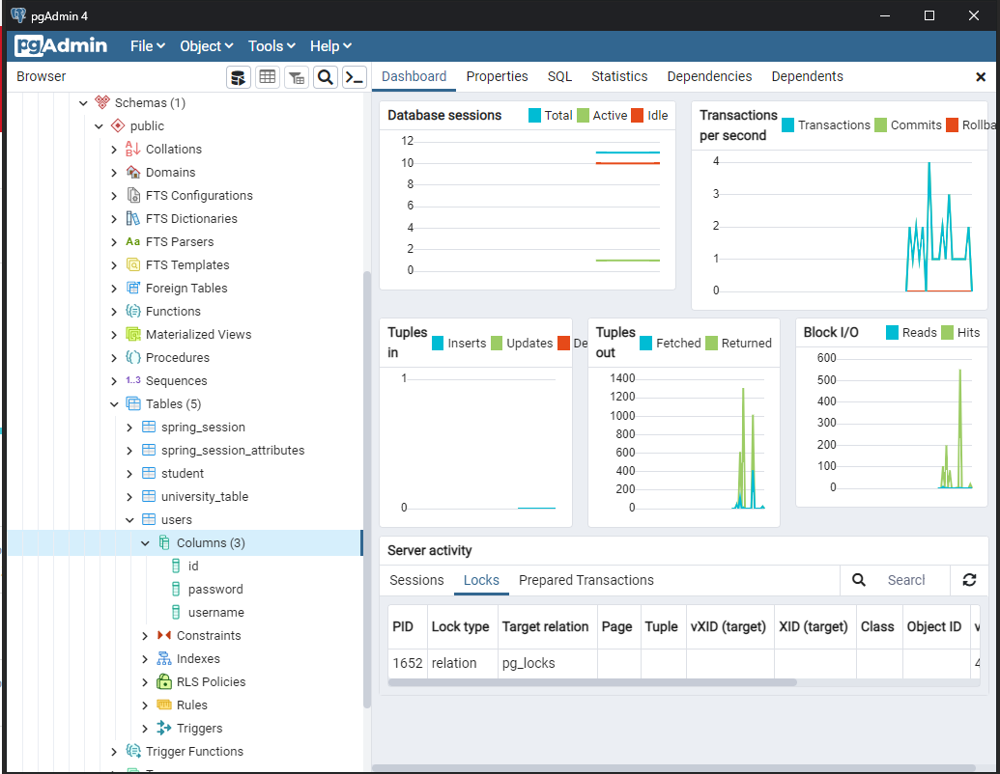 pgAdmin 4
pgAdmin File Object Tools Help
Browser
Dashboard Properties SQL Statistics Dependencies Dependents
Schemas (1)
public
Collations
Domains
FTS Configurations
FTS Dictionaries
Aa FTS Parsers
FTS Templates
Foreign Tables
Functions
Materialized Views
Procedures
1..3 Sequences
Tables (5)
spring_session
spring_session_attributes
student
university_table
users
Columns (3)
id
password
username
Constraints
Indexes
RLS Policies
Rules
Triggers
Trigger Functions
Database sessions Total Active Idle
12
10
8
6
4
2
0
Transactions per second Transactions Commits Rollba
4
3
2
1
0
Tuples in Inserts Updates De
1
0
Tuples out Fetched Returned
1400
1200
1000
800
600
400
200
0
Block I/O Reads Hits
600
500
400
300
200
100
0
Server activity
Sessions Locks Prepared Transactions Search
PID Lock type Target relation Page Tuple vXID (target) XID (target) Class Object ID v
1652 relation pg_locks 4